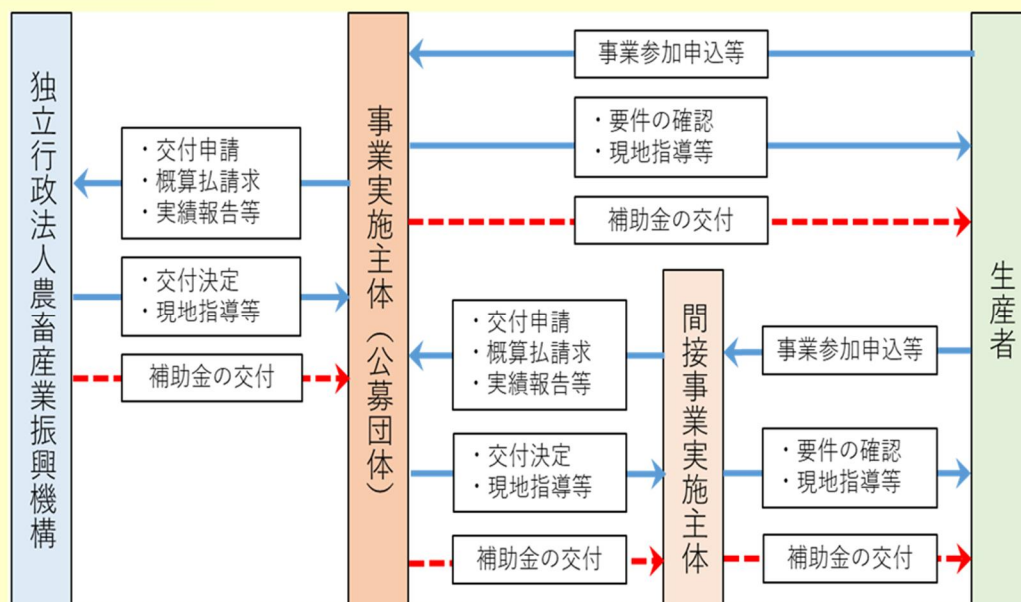 独立行政法人農畜産業振興機構
・交付申請
・概算払請求
・実績報告等
・交付決定
・現地指導等
補助金の交付
事業実施主体（公募団体）
事業参加申込等
・要件の確認
・現地指導等
補助金の交付
・交付申請
・概算払請求
・実績報告等
・交付決定
・現地指導等
補助金の交付
間接事業実施主体
事業参加申込等
・要件の確認
・現地指導等
補助金の交付
生産者